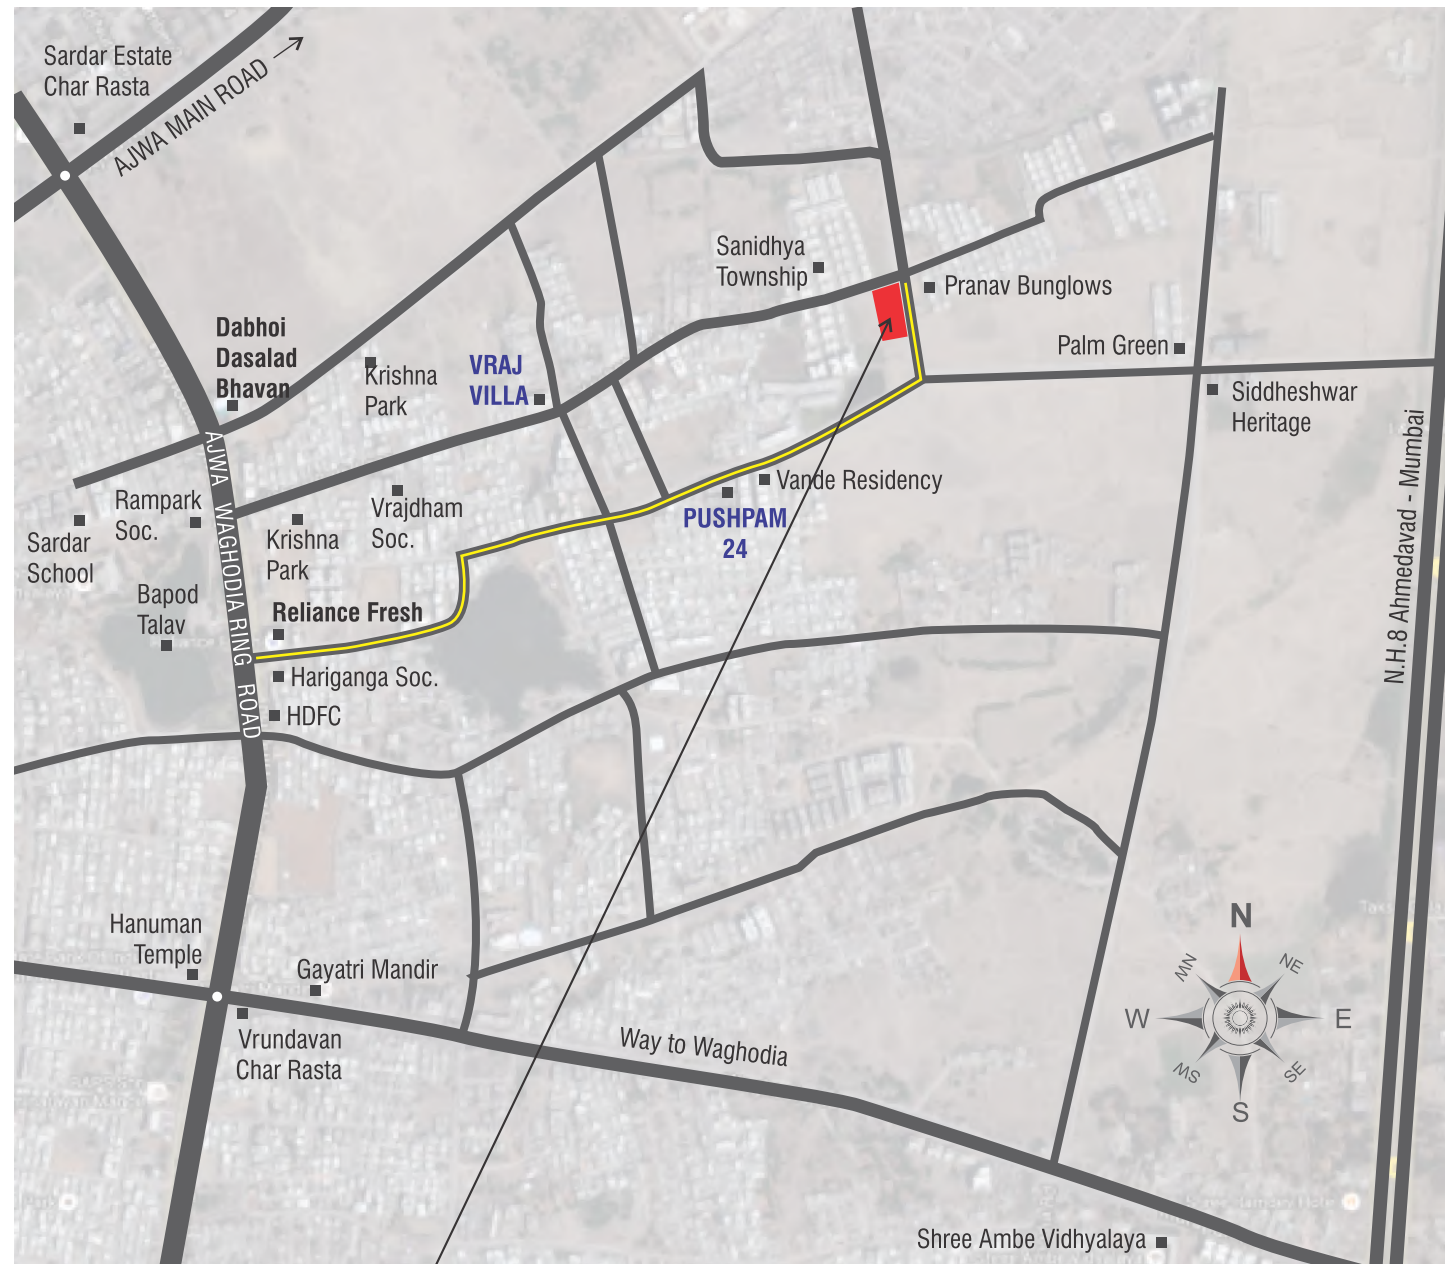 Sardar Estate
Char Rasta
AJWA MAIN ROAD
Sanidhya
Township
Pranav Bunglows
Dabhoi
Dasalad
Bhavan
Krishna
Park
VRAJ
VILLA
Palm Green
Siddheshwar
Heritage
AJWA WAGHODIA RING ROAD
N.H.8 Ahmedavad - Mumbai
Rampark
Soc.
Vrajdham
Soc.
Vande Residency
PUSHPAM
24
Sardar
School
Krishna
Park
Bapod
Talav
Reliance Fresh
Hariganga Soc.
HDFC
Hanuman
Temple
Gayatri Mandir
Vrundavan
Char Rasta
Way to Waghodia
N
NW
NE
W
E
SW
SE
S
Shree Ambe Vidhyalaya